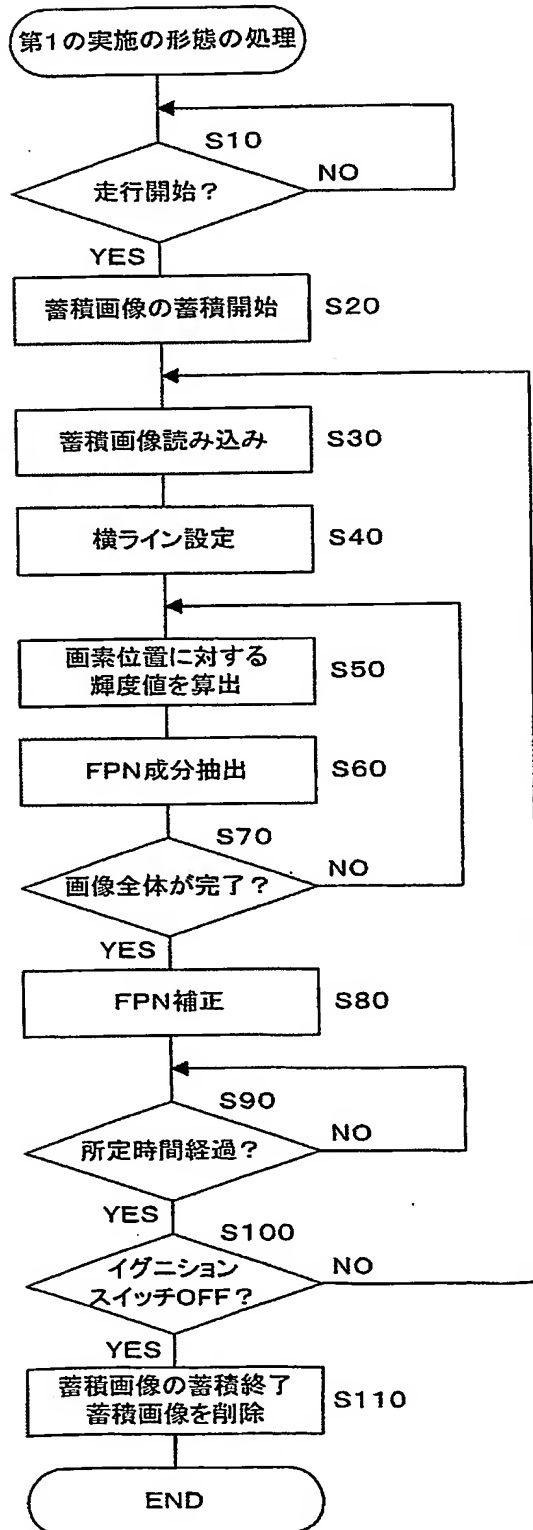 第1の実施の形態の処理
S10
走行開始?
NO
YES
蓄積画像の蓄積開始
S20
蓄積画像読み込み
S30
横ライン設定
S40
画素位置に対する
輝度値を算出
S50
FPN成分抽出
S60
S70
画像全体が完了?
NO
YES
FPN補正
S80
S90
所定時間経過?
NO
YES
S100
イグニション
スイッチOFF?
NO
YES
蓄積画像の蓄積終了
蓄積画像を削除
S110
END